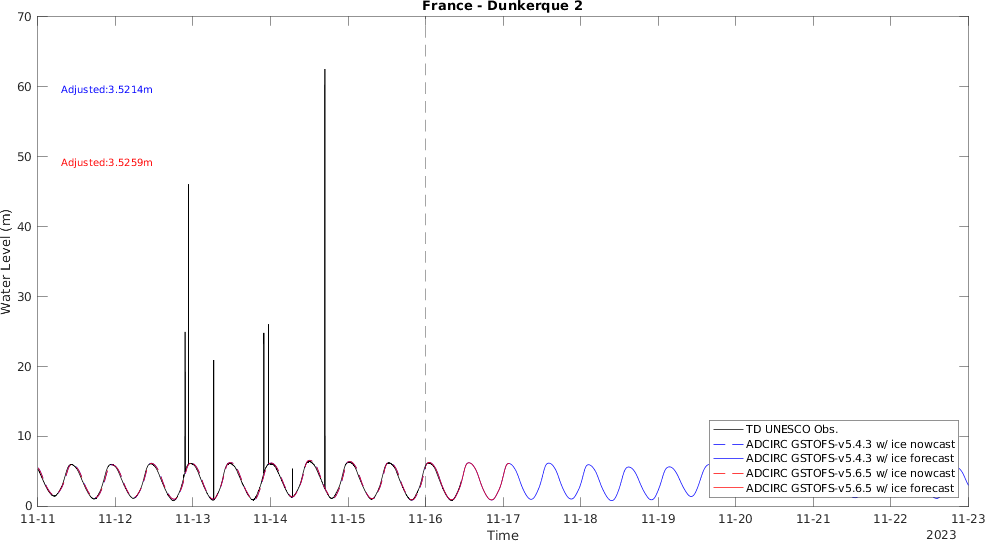 France - Dunkerque 2
70
60
50
40
30
20
10
0
Water Level (m)
Adjusted:3.5214m
Adjusted:3.5259m
TD UNESCO Obs.
ADCIRC GSTOFS-v5.4.3 w/ ice nowcast
ADCIRC GSTOFS-v5.4.3 w/ ice forecast
ADCIRC GSTOFS-v5.6.5 w/ ice nowcast
ADCIRC GSTOFS-v5.6.5 w/ ice forecast
11-11 11-12 11-13 11-14 11-15 11-16 11-17 11-18 11-19 11-20 11-21 11-22 11-23
Time
2023